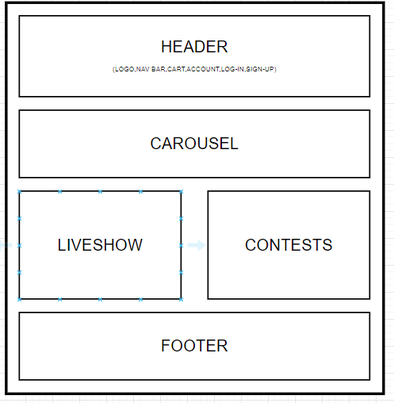 HEADER
(LOGO,NAV BAR,CART,ACCOUNT,LOG-IN,SIGN-UP)
CAROUSEL
LIVESHOW
CONTESTS
FOOTER